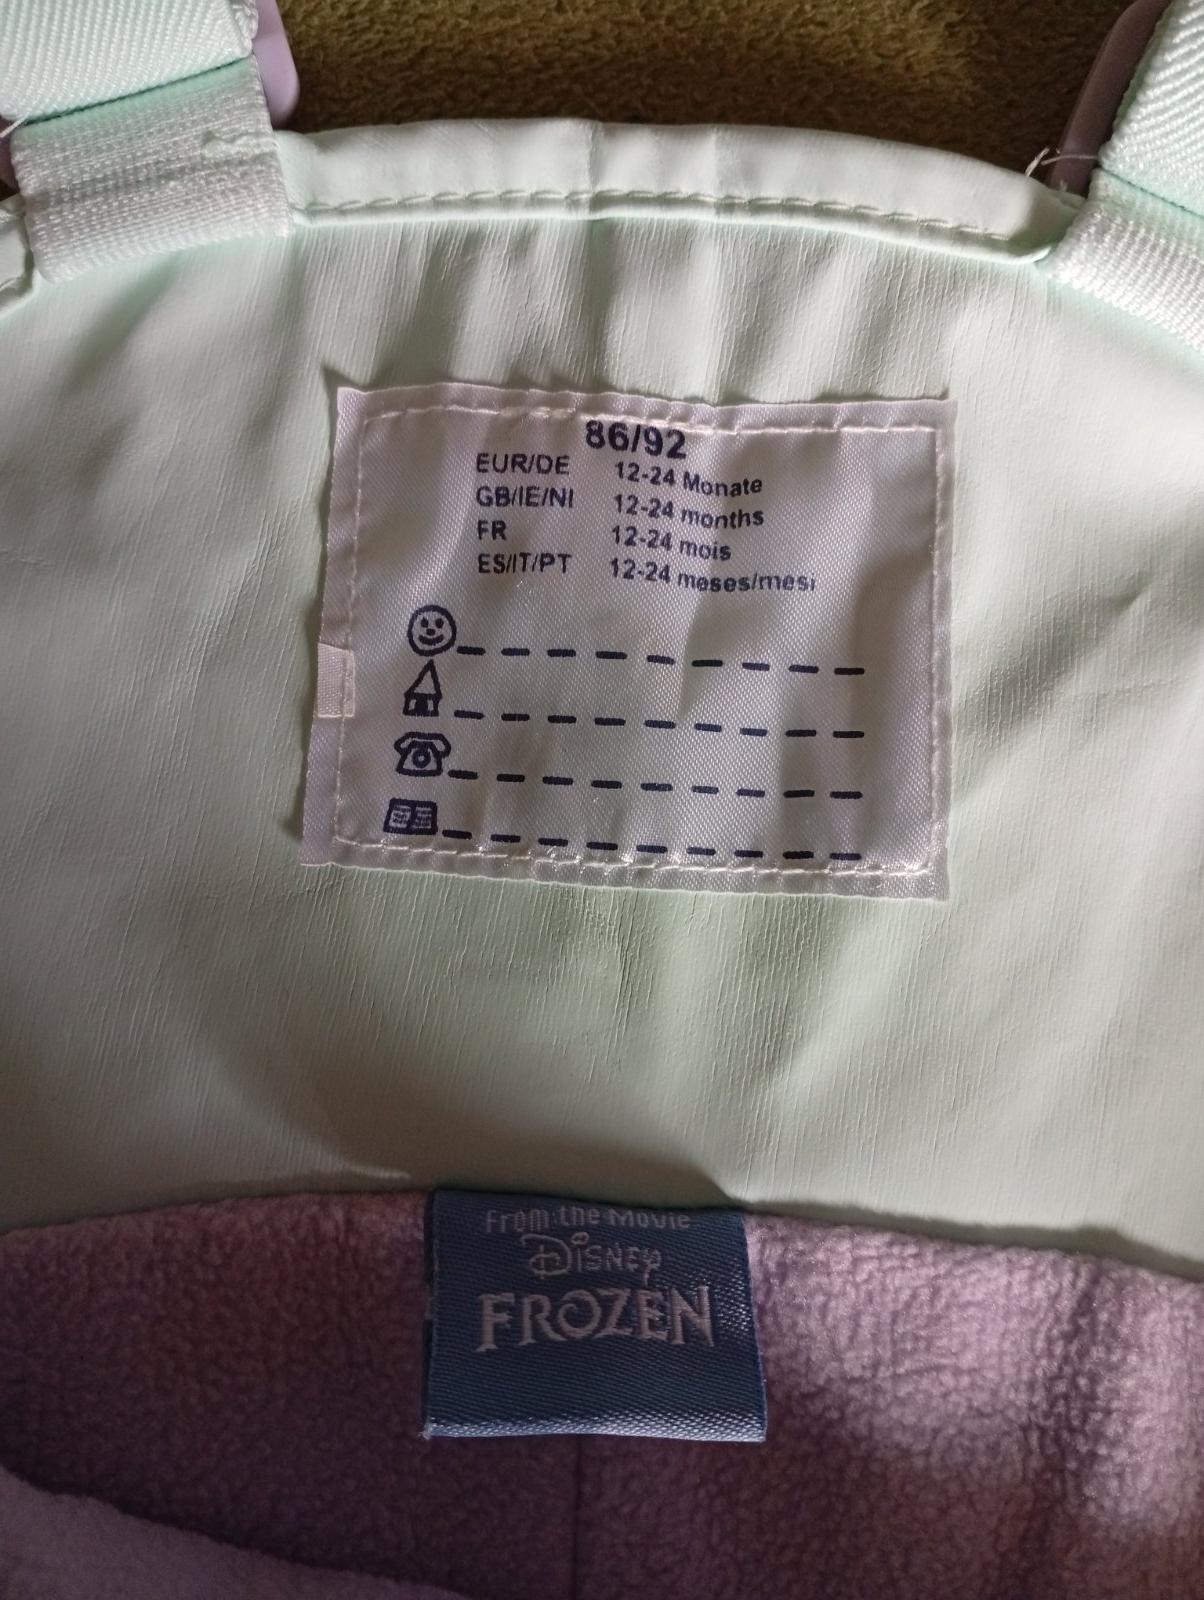 86/92
EUR/DE 12-24 Monate
GB/IE/NI 12-24 months
FR 12-24 mois
ES/IT/PT 12-24 meses/mesi
From the Movie
Disney
FROZEN